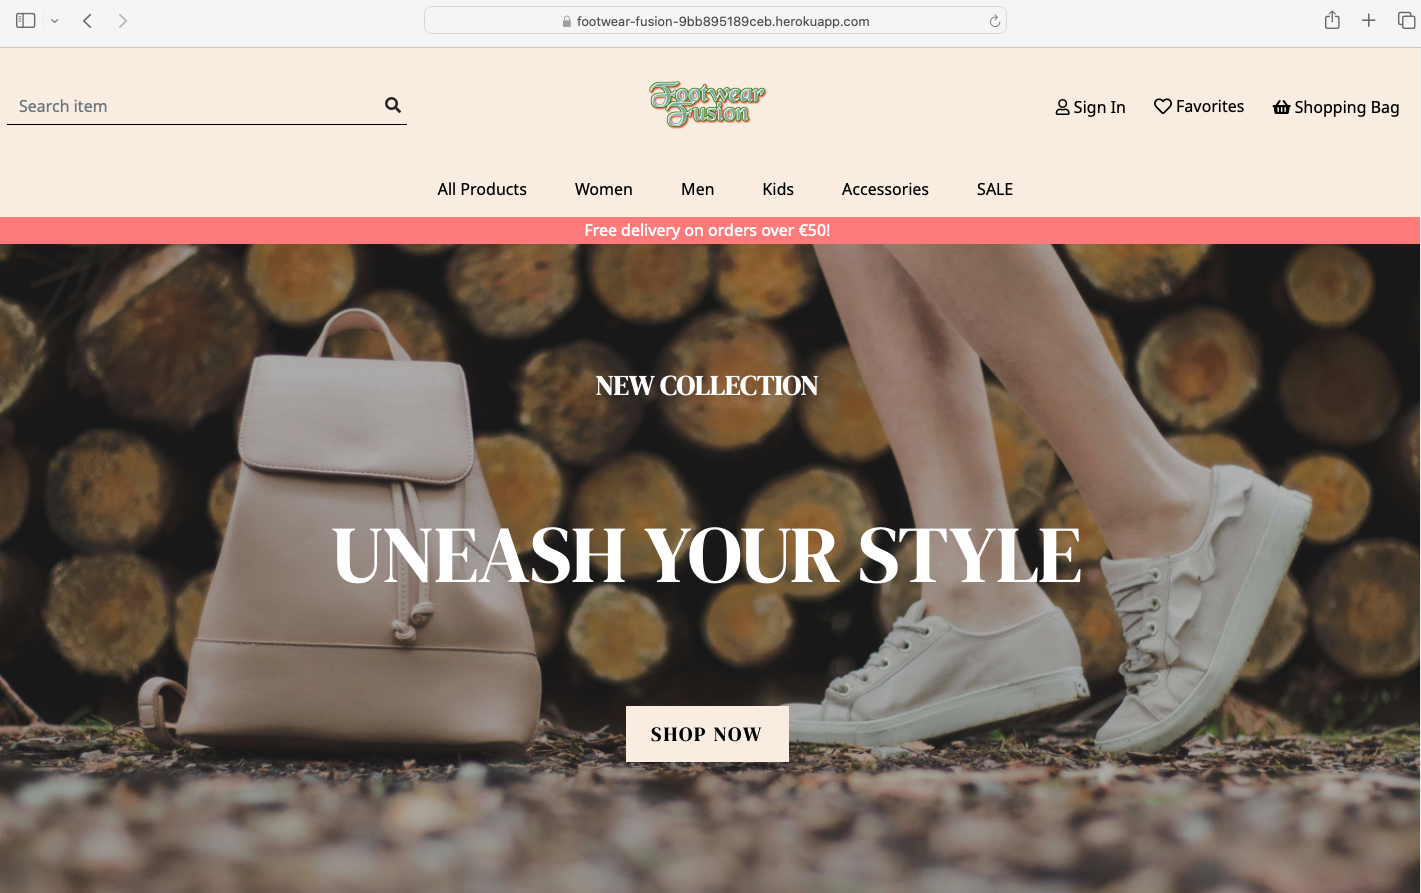 footwear-fusion-9bb895189ceb.herokuapp.com
Search item
Footwear
Fusion
Sign In
Favorites
Shopping Bag
All Products
Women
Men
Kids
Accessories
SALE
Free delivery on orders over €50!
NEW COLLECTION
UNEASH YOUR STYLE
SHOP NOW